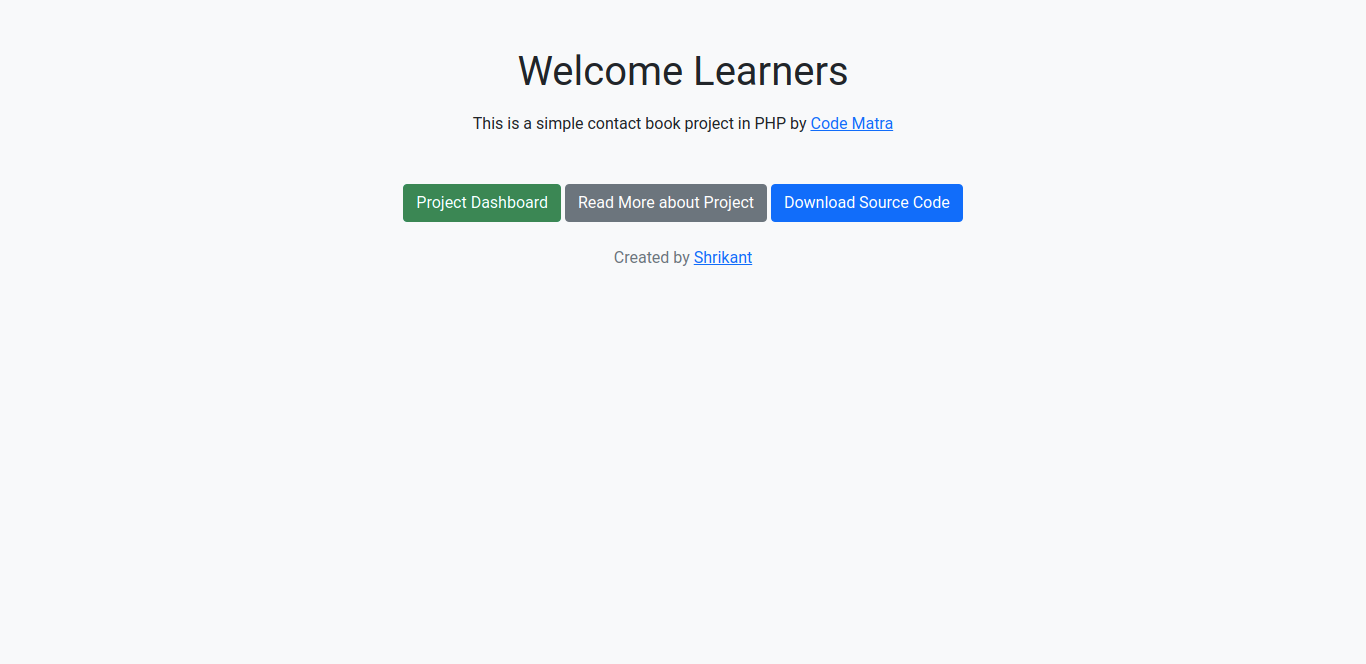 Welcome Learners
This is a simple contact book project in PHP by Code Matra
Project Dashboard Read More about Project Download Source Code
Created by Shrikant